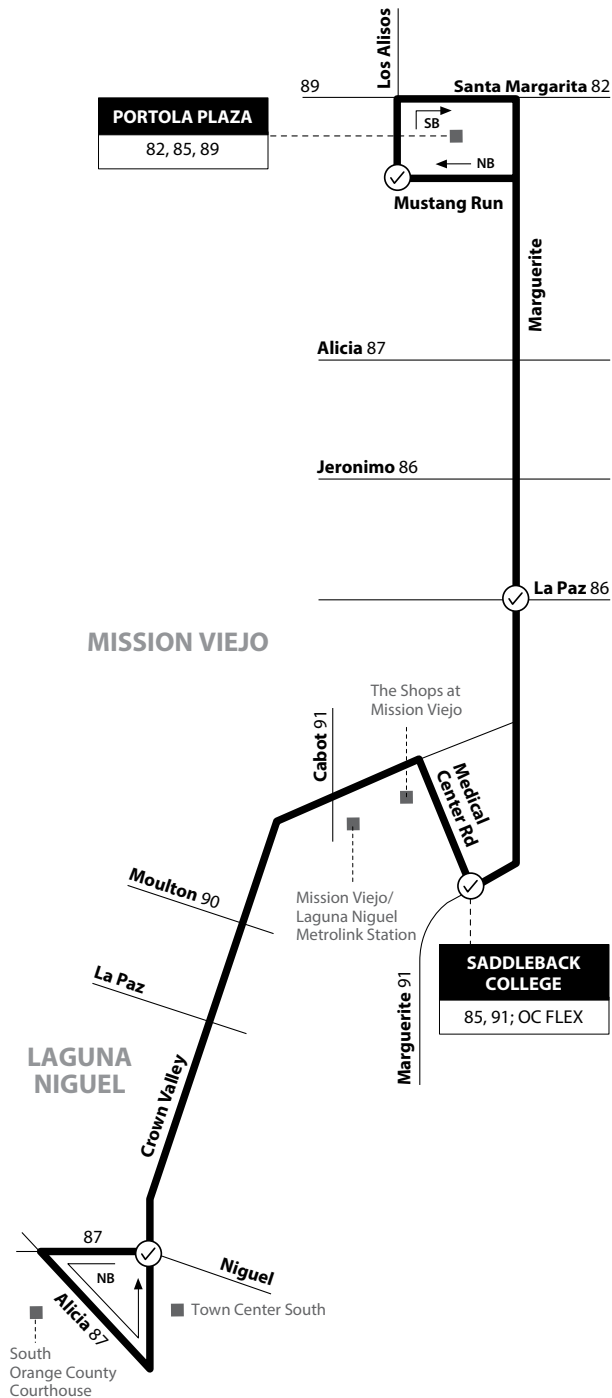 Los Alisos
89
Santa Margarita 82
PORTOLA PLAZA
82, 85, 89
SB
NB
Mustang Run
Marguerite
Alicia 87
Jeronimo 86
La Paz 86
MISSION VIEJO
The Shops at
Mission Viejo
Cabot 91
Medical
Center Rd
Moulton 90
Mission Viejo/
Laguna Niguel
Metrolink Station
SADDLEBACK
COLLEGE
85, 91; OC FLEX
La Paz
Marguerite 91
LAGUNA
NIGUEL
Crown Valley
87
NB
Niguel
Alicia 87
Town Center South
South
Orange County
Courthouse